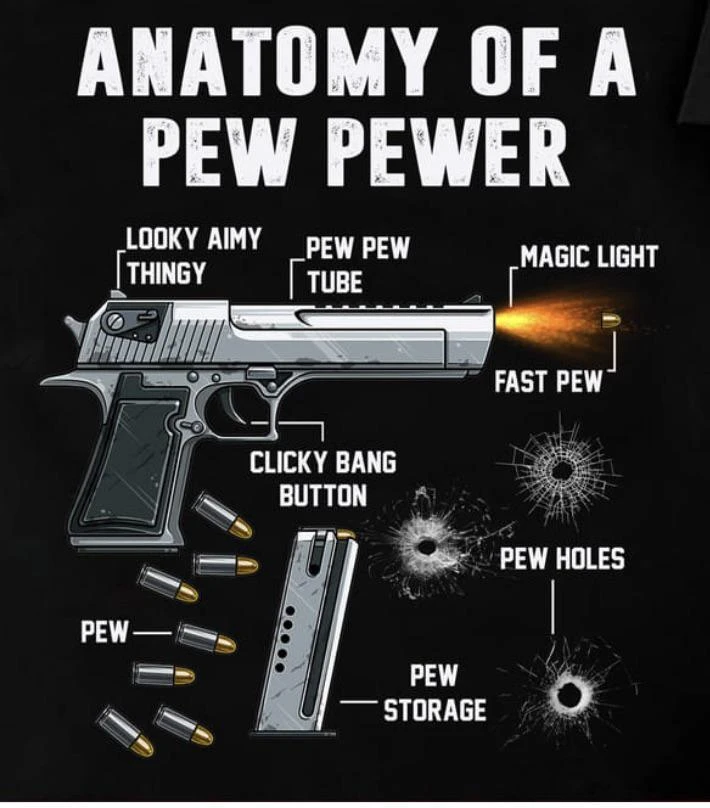 ANATOMY OF A
PEW PEWER
LOOKY AIMY
THINGY
PEW PEW
TUBE
MAGIC LIGHT
FAST PEW
CLICKY BANG
BUTTON
PEW HOLES
PEW
PEW
STORAGE